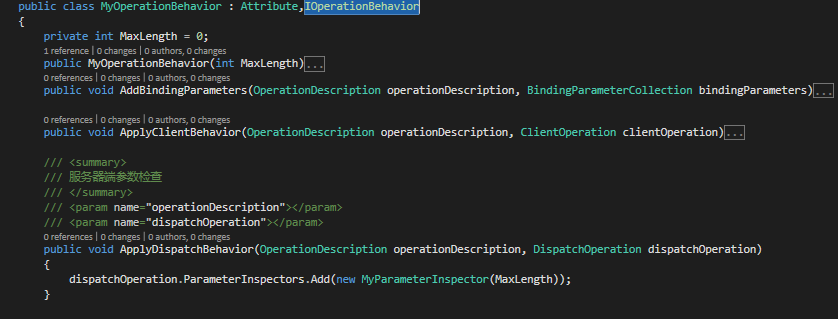 public class MyOperationBehavior : Attribute,IOperationBehavior
{
private int MaxLength = 0;
1 reference | 0 changes | 0 authors, 0 changes
public MyOperationBehavior(int MaxLength)...
0 references | 0 changes | 0 authors, 0 changes
public void AddBindingParameters(OperationDescription operationDescription, BindingParameterCollection bindingParameters)...
0 references | 0 changes | 0 authors, 0 changes
public void ApplyClientBehavior(OperationDescription operationDescription, ClientOperation clientOperation)...
/// <summary>
/// 服务器端参数检查
/// </summary>
/// <param name="operationDescription"></param>
/// <param name="dispatchOperation"></param>
0 references | 0 changes | 0 authors, 0 changes
public void ApplyDispatchBehavior(OperationDescription operationDescription, DispatchOperation dispatchOperation)
{
dispatchOperation.ParameterInspectors.Add(new MyParameterInspector(MaxLength));
}